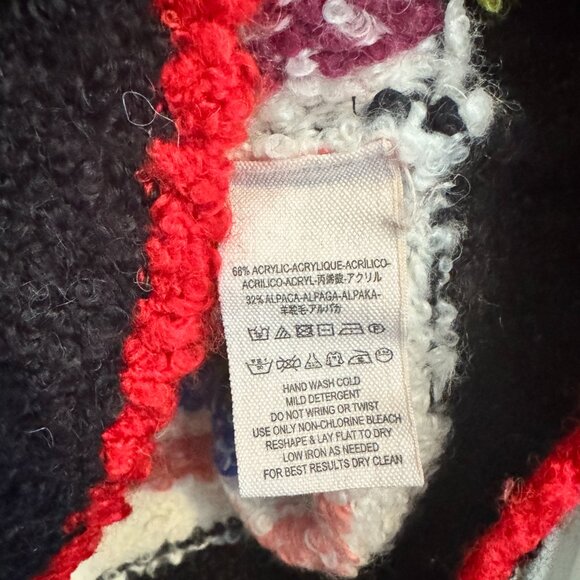 68% ACRYLIC-ACRYLIQUE-ACRÍLICO-
ACRILICO-ACRYL-丙烯酸-アクリル
32% ALPACA-ALPAGA-ALPAKA-
羊驼毛-アルパカ
HAND WASH COLD
MILD DETERGENT
DO NOT WRING OR TWIST
USE ONLY NON-CHLORINE BLEACH
RESHAPE & LAY FLAT TO DRY
LOW IRON AS NEEDED
FOR BEST RESULTS DRY CLEAN